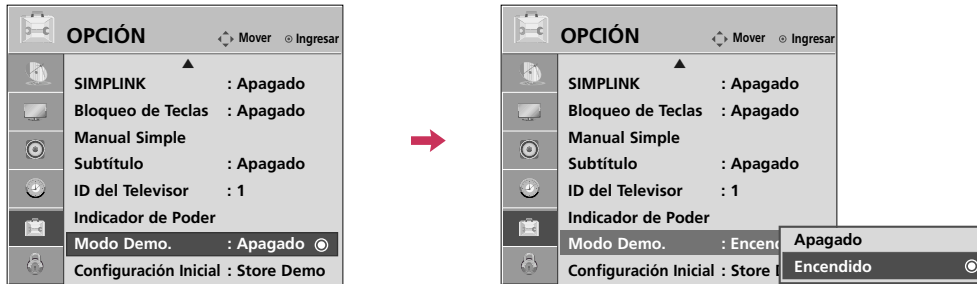 OPCIÓN Mover Ingresar
SIMPLINK : Apagado
Bloqueo de Teclas : Apagado
Manual Simple
Subtítulo : Apagado
ID del Televisor : 1
Indicador de Poder
Modo Demo. : Apagado
Configuración Inicial : Store Demo
OPCIÓN Mover Ingresar
SIMPLINK : Apagado
Bloqueo de Teclas : Apagado
Manual Simple
Subtítulo : Apagado
ID del Televisor : 1
Indicador de Poder
Modo Demo. :
Configuración Inicial : Store
Apagado
Encendido